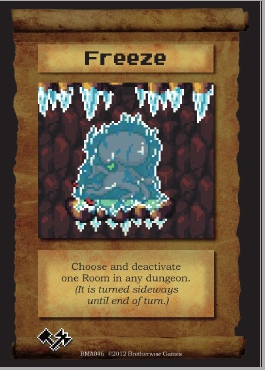 Freeze
Choose and deactivate
one Room in any dungeon.
(It is turned sideways
until end of turn.)
BMA046 ©2012 Brotherwise Games